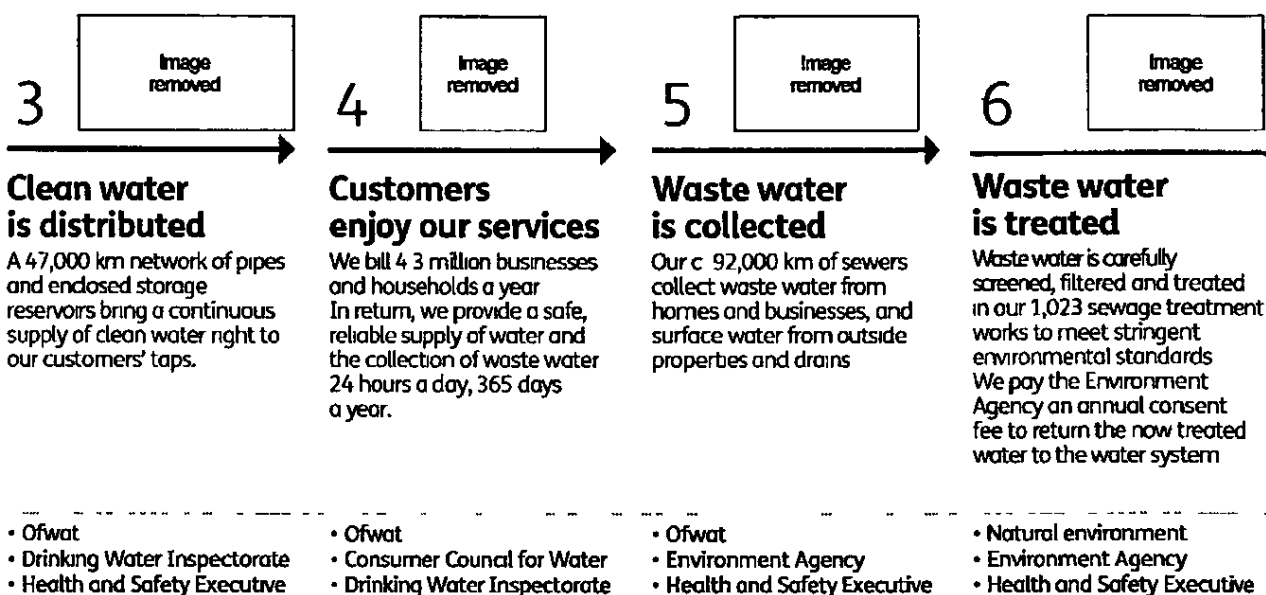 3
Image
removed
Clean water
is distributed
A 47,000 km network of pipes
and enclosed storage
reservoirs bring a continuous
supply of clean water right to
our customers' taps.
• Ofwat
• Drinking Water Inspectorate
• Health and Safety Executive
4
Image
removed
Customers
enjoy our services
We bill 4 3 million businesses
and households a year
In return, we provide a safe,
reliable supply of water and
the collection of waste water
24 hours a day, 365 days
a year.
• Ofwat
• Consumer Council for Water
• Drinking Water Inspectorate
5
Image
removed
Waste water
is collected
Our c 92,000 km of sewers
collect waste water from
homes and businesses, and
surface water from outside
properties and drains
• Ofwat
• Environment Agency
• Health and Safety Executive
6
Image
removed
Waste water
is treated
Waste water is carefully
screened, filtered and treated
in our 1,023 sewage treatment
works to meet stringent
environmental standards
We pay the Environment
Agency an annual consent
fee to return the now treated
water to the water system
• Natural environment
• Environment Agency
• Health and Safety Executive